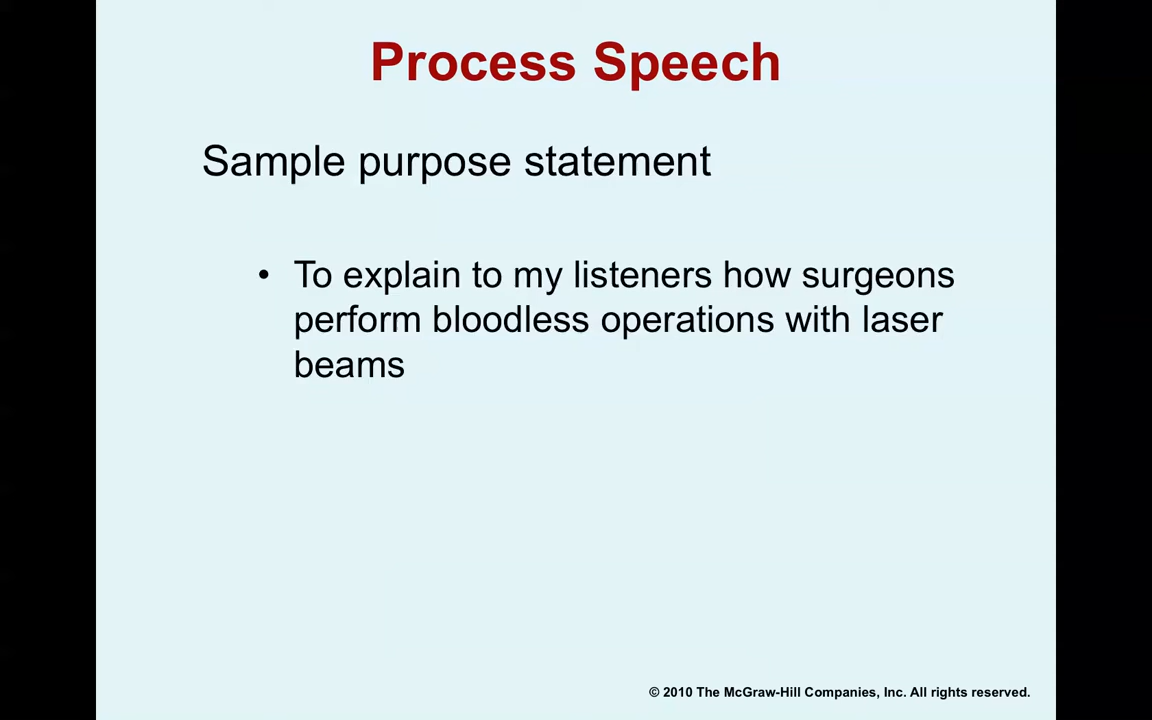 Process Speech
Sample purpose statement
• To explain to my listeners how surgeons
perform bloodless operations with laser
beams
© 2010 The McGraw-Hill Companies, Inc. All rights reserved.